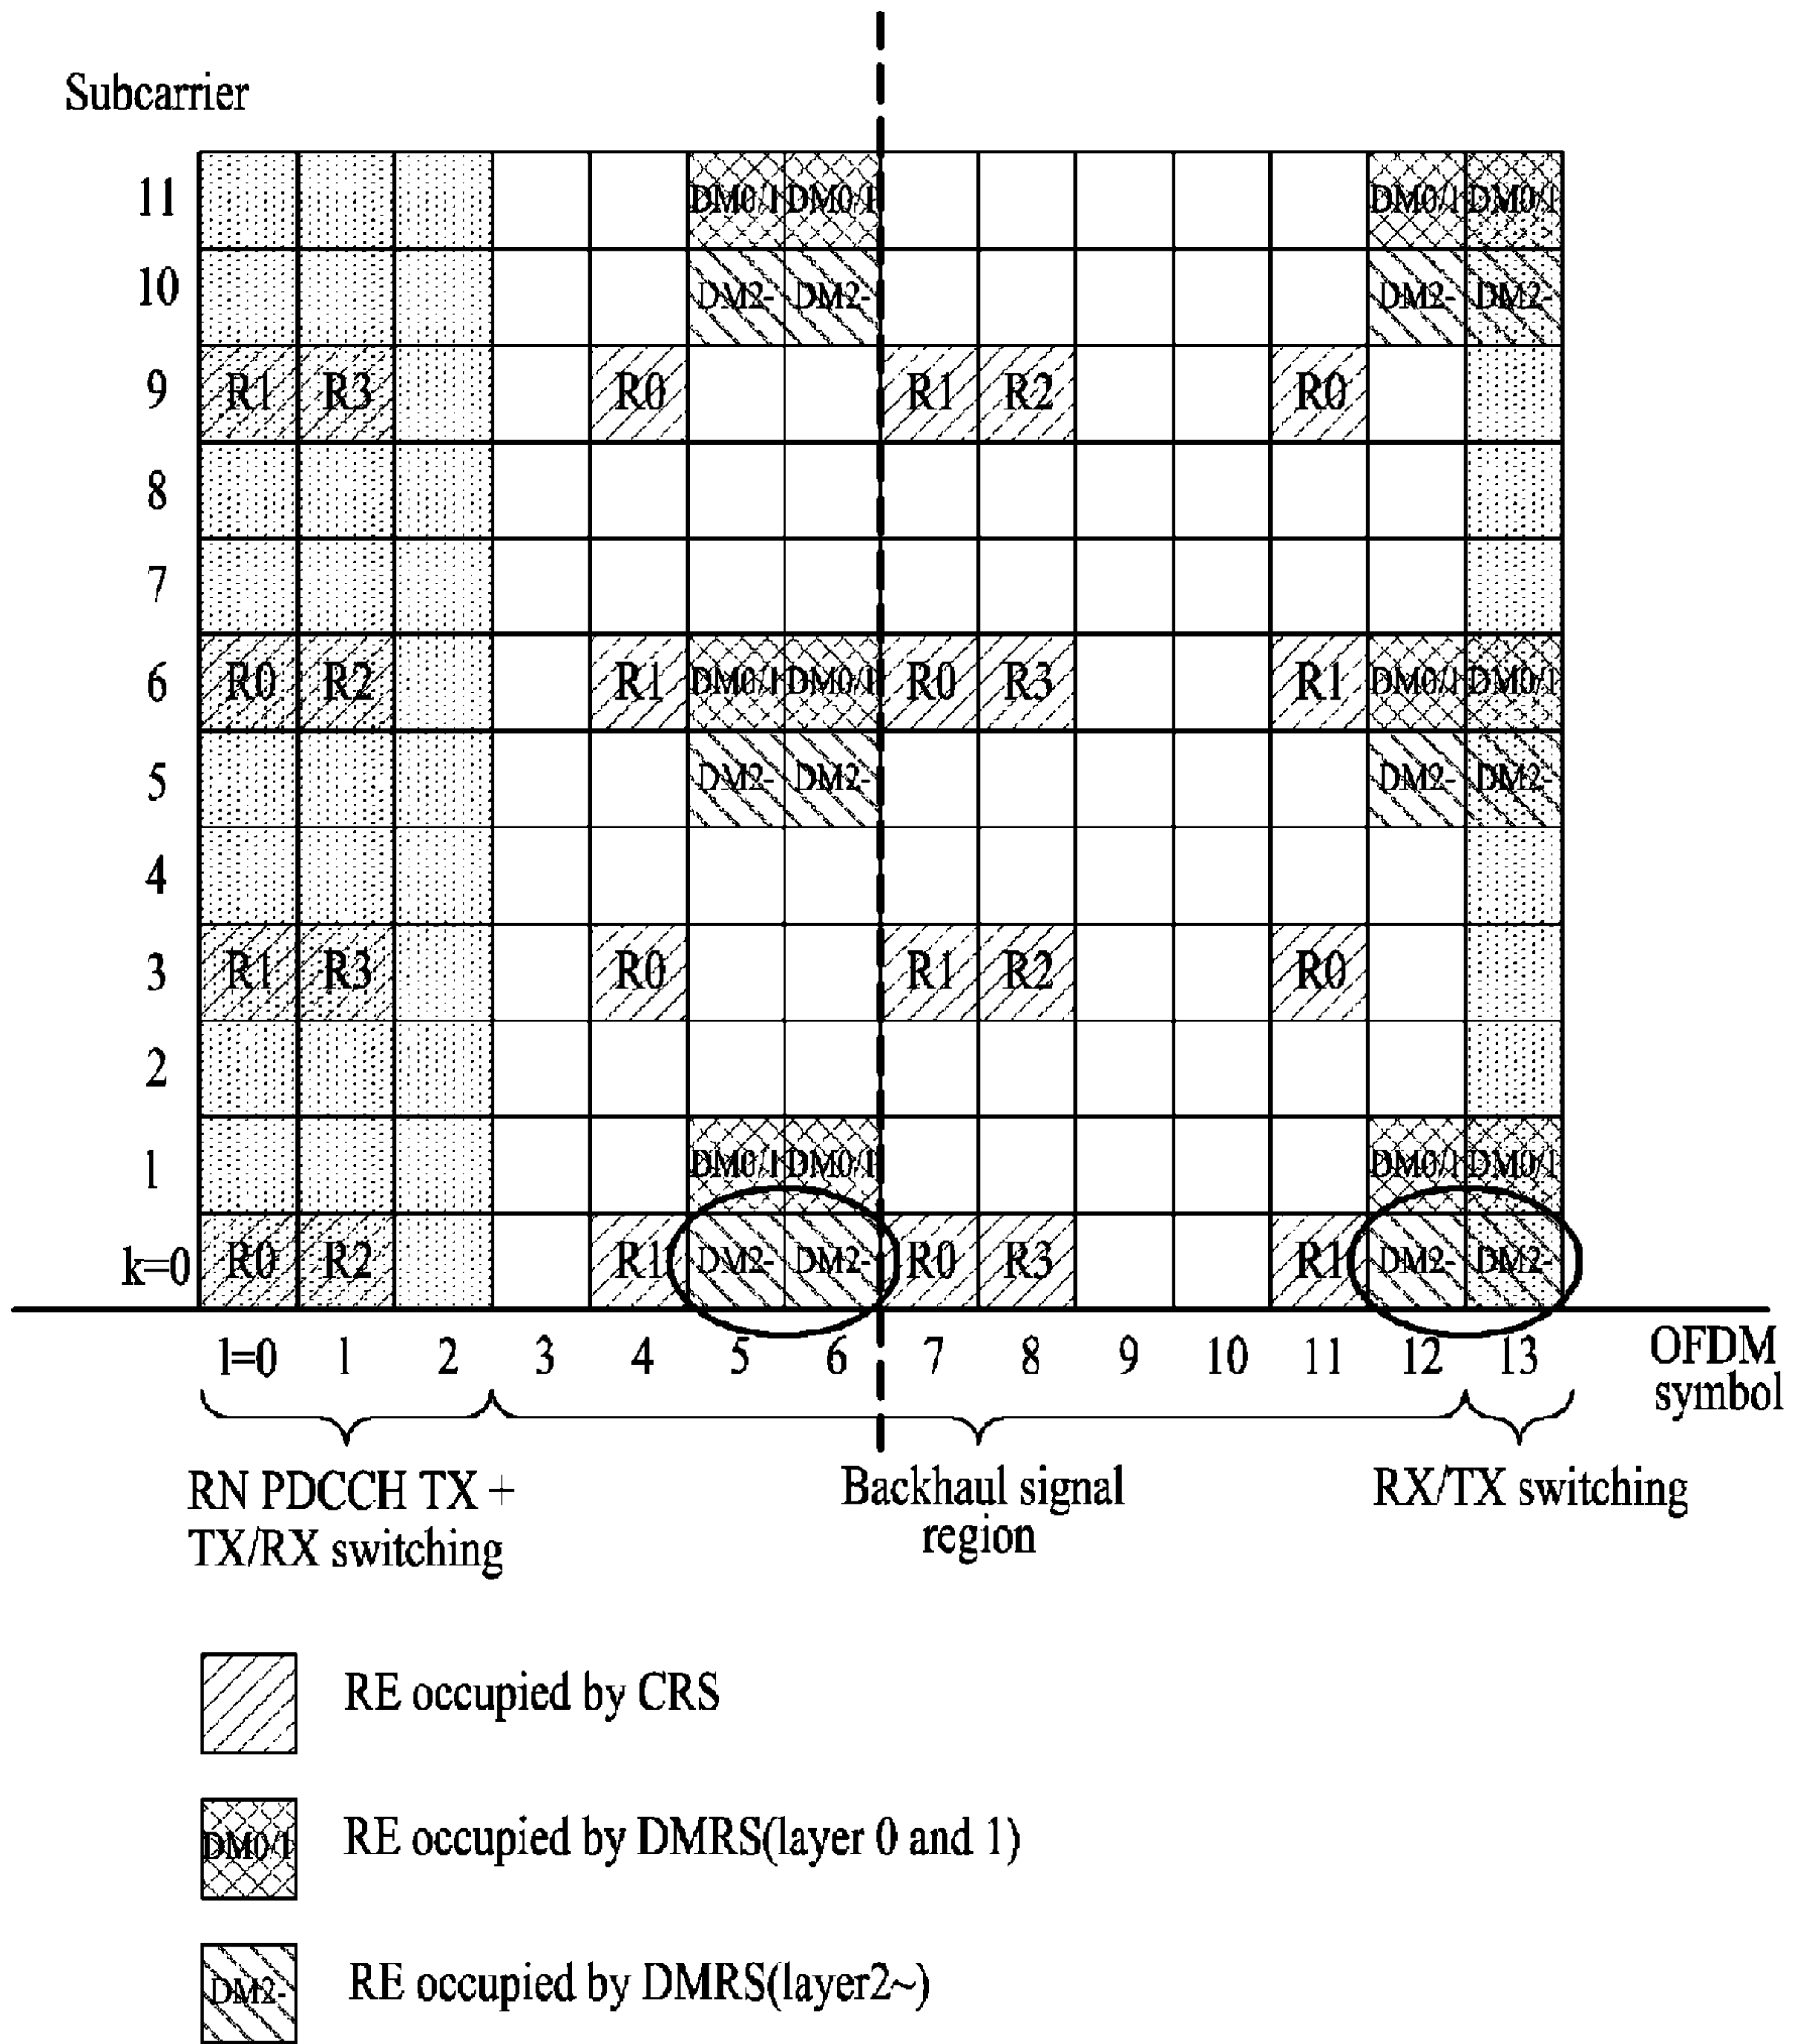 Subcarrier
11 DM0/1 DM0/1 DM0/1 DM0/1
10 DM2- DM2- DM2- DM2-
9 R1 R3 R0 R1 R2 R0
8
7
6 R0 R2 R1 DM0/1 DM0/1 R0 R3 R1 DM0/1 DM0/1
5 DM2- DM2- DM2- DM2-
4
3 R1 R3 R0 R1 R2 R0
2
1 DM0/1 DM0/1 DM0/1 DM0/1
k=0 R0 R2 R1 DM2- DM2- R0 R3 R1 DM2- DM2-
l=0 1 2 3 4 5 6 7 8 9 10 11 12 13 OFDM
symbol
RN PDCCH TX +
TX/RX switching
Backhaul signal
region
RX/TX switching
RE occupied by CRS
DM0/1 RE occupied by DMRS(layer 0 and 1)
DM2- RE occupied by DMRS(layer2~)